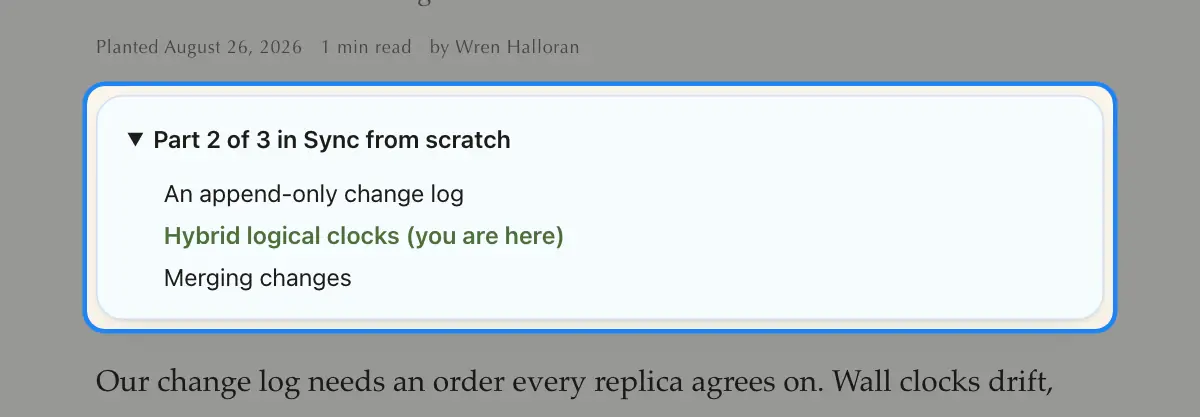 Planted August 26, 2026 1 min read by Wren Halloran
▼ Part 2 of 3 in Sync from scratch
An append-only change log
Hybrid logical clocks (you are here)
Merging changes
Our change log needs an order every replica agrees on. Wall clocks drift,